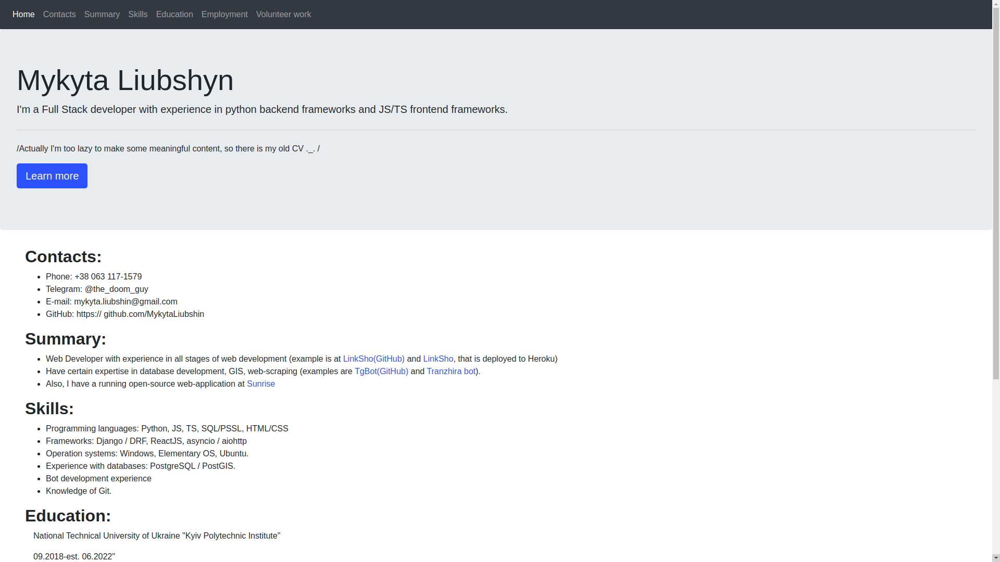 Home Contacts Summary Skills Education Employment Volunteer work
Mykyta Liubshyn
I'm a Full Stack developer with experience in python backend frameworks and JS/TS frontend frameworks.
/Actually I'm too lazy to make some meaningful content, so there is my old CV ._. /
Learn more
Contacts:
Phone: +38 063 117-1579
Telegram: @the_doom_guy
E-mail: mykyta.liubshin@gmail.com
GitHub: https:// github.com/MykytaLiubshin
Summary:
Web Developer with experience in all stages of web development (example is at LinkSho(GitHub) and LinkSho, that is deployed to Heroku)
Have certain expertise in database development, GIS, web-scraping (examples are TgBot(GitHub) and Tranzhira bot).
Also, I have a running open-source web-application at Sunrise
Skills:
Programming languages: Python, JS, TS, SQL/PSSL, HTML/CSS
Frameworks: Django / DRF, ReactJS, asyncio / aiohttp
Operation systems: Windows, Elementary OS, Ubuntu.
Experience with databases: PostgreSQL / PostGIS.
Bot development experience
Knowledge of Git.
Education:
National Technical University of Ukraine "Kyiv Polytechnic Institute"
09.2018-est. 06.2022"